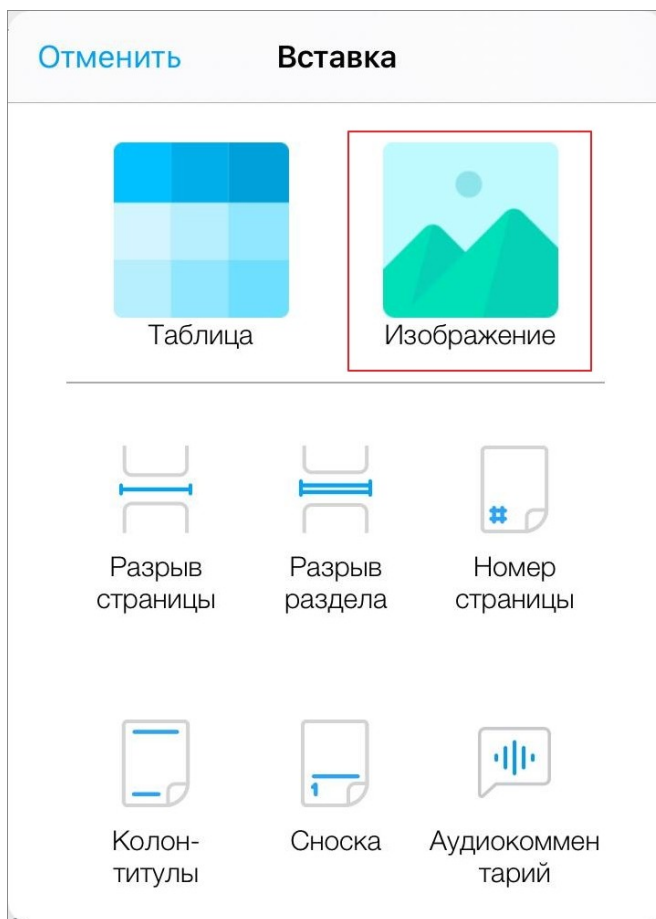 Отменить Вставка
Таблица Изображение
Разрыв Разрыв Номер
страницы раздела страницы
Колон- Сноска Аудиокоммен
титулы тарий